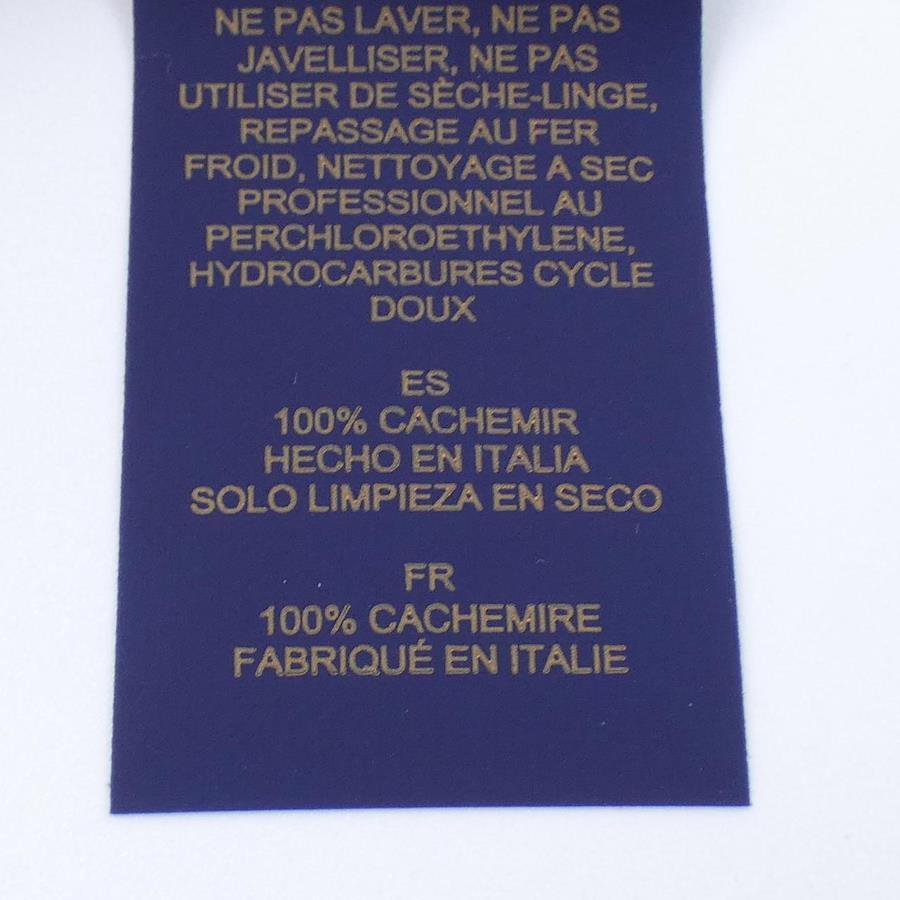 NE PAS LAVER, NE PAS
JAVELLISER, NE PAS
UTILISER DE SÈCHE-LINGE,
REPASSAGE AU FER
FROID, NETTOYAGE A SEC
PROFESSIONNEL AU
PERCHLOROETHYLENE,
HYDROCARBURES CYCLE
DOUX
ES
100% CACHEMIR
HECHO EN ITALIA
SOLO LIMPIEZA EN SECO
FR
100% CACHEMIRE
FABRIQUÉ EN ITALIE